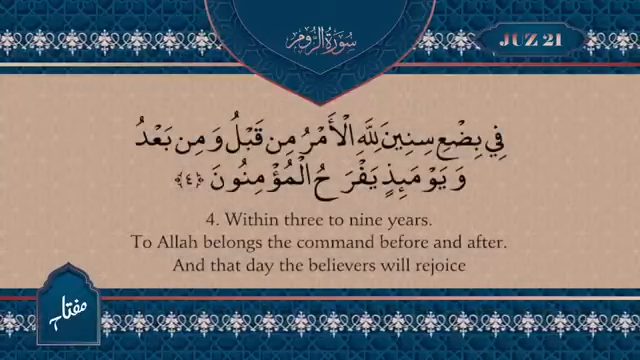 سُورَةُ الرُّومِ
JUZ 21
فِي بِضْعِ سِنِينَ لِلَّهِ الْأَمْرُ مِن قَبْلُ وَمِن بَعْدُ
وَيَوْمَئِذٍ يَفْرَحُ الْمُؤْمِنُونَ ﴿٤﴾
4. Within three to nine years.
To Allah belongs the command before and after.
And that day the believers will rejoice
مفتاح